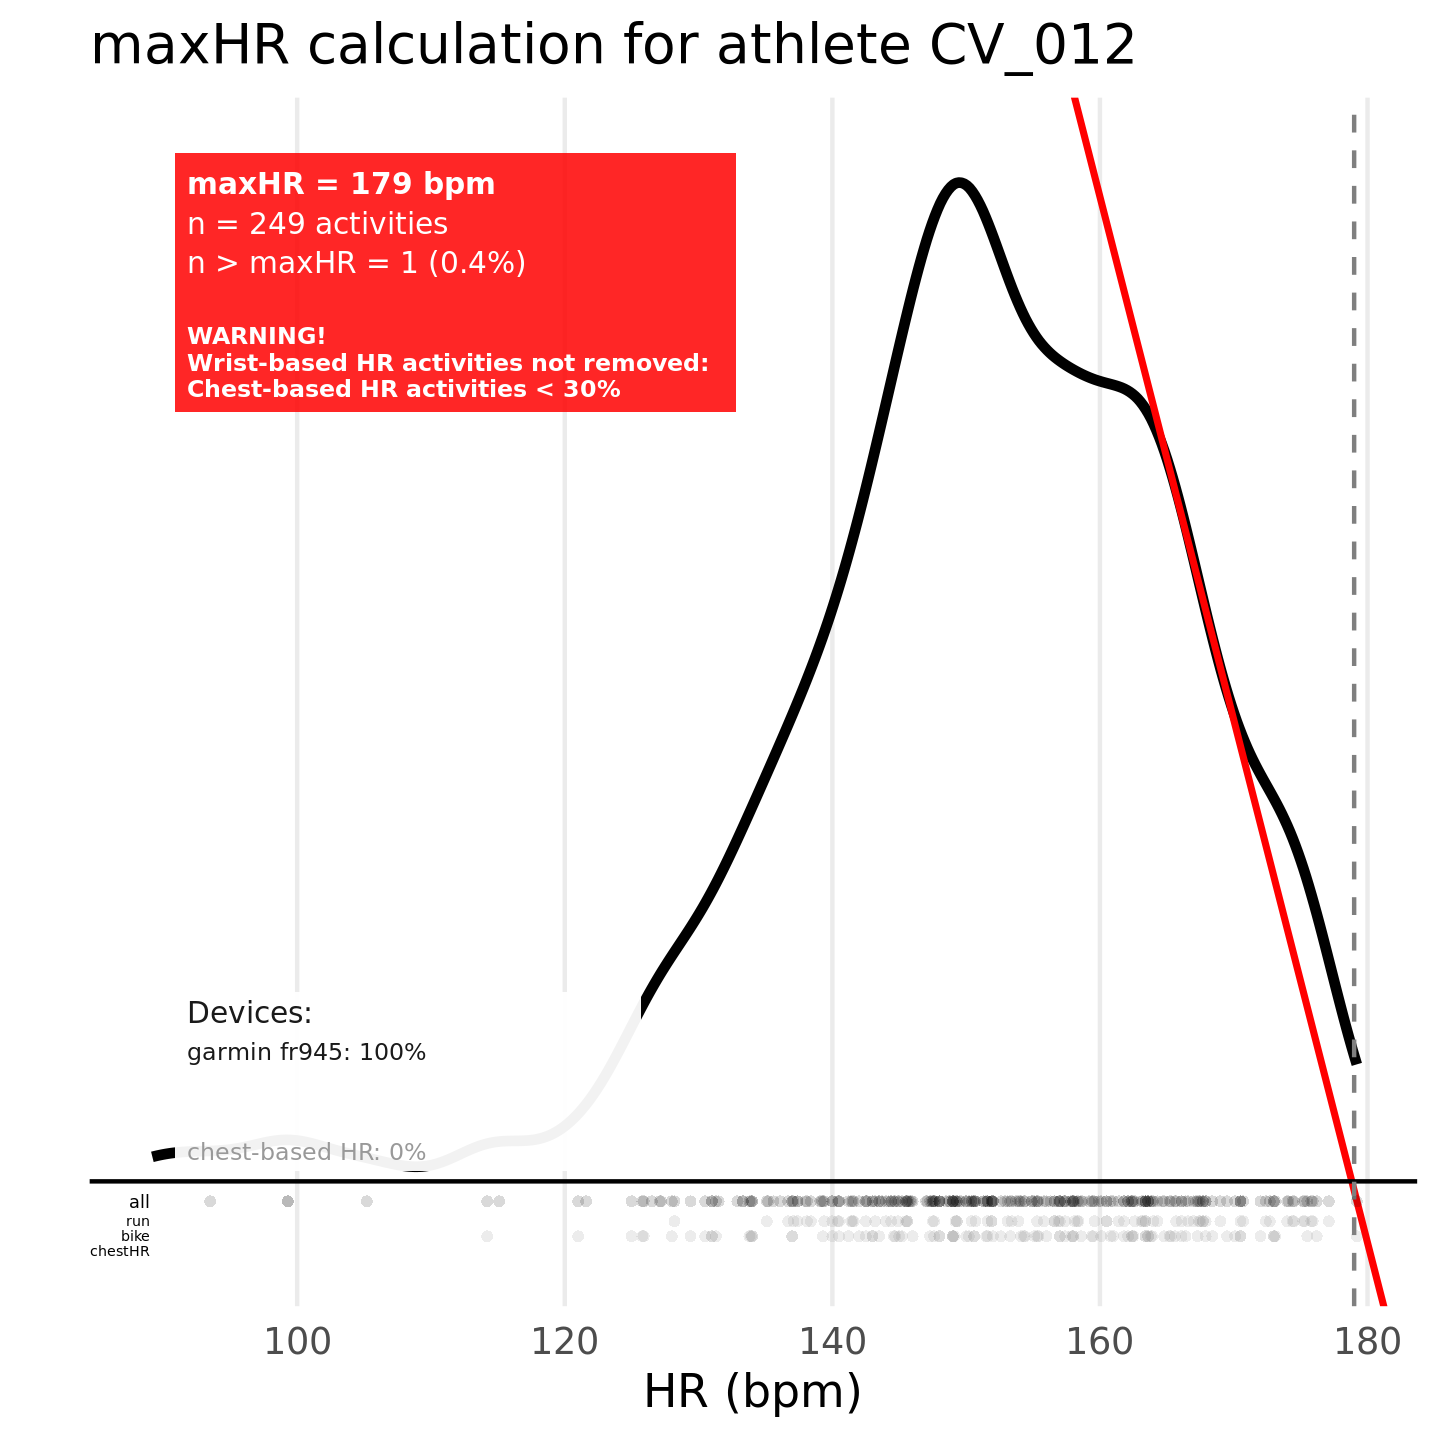 maxHR calculation for athlete CV_012
maxHR = 179 bpm
n = 249 activities
n > maxHR = 1 (0.4%)
WARNING!
Wrist-based HR activities not removed:
Chest-based HR activities < 30%
Devices:
garmin fr945: 100%
chest-based HR: 0%
all
run
bike
chestHR
100 120 140 160 180
HR (bpm)